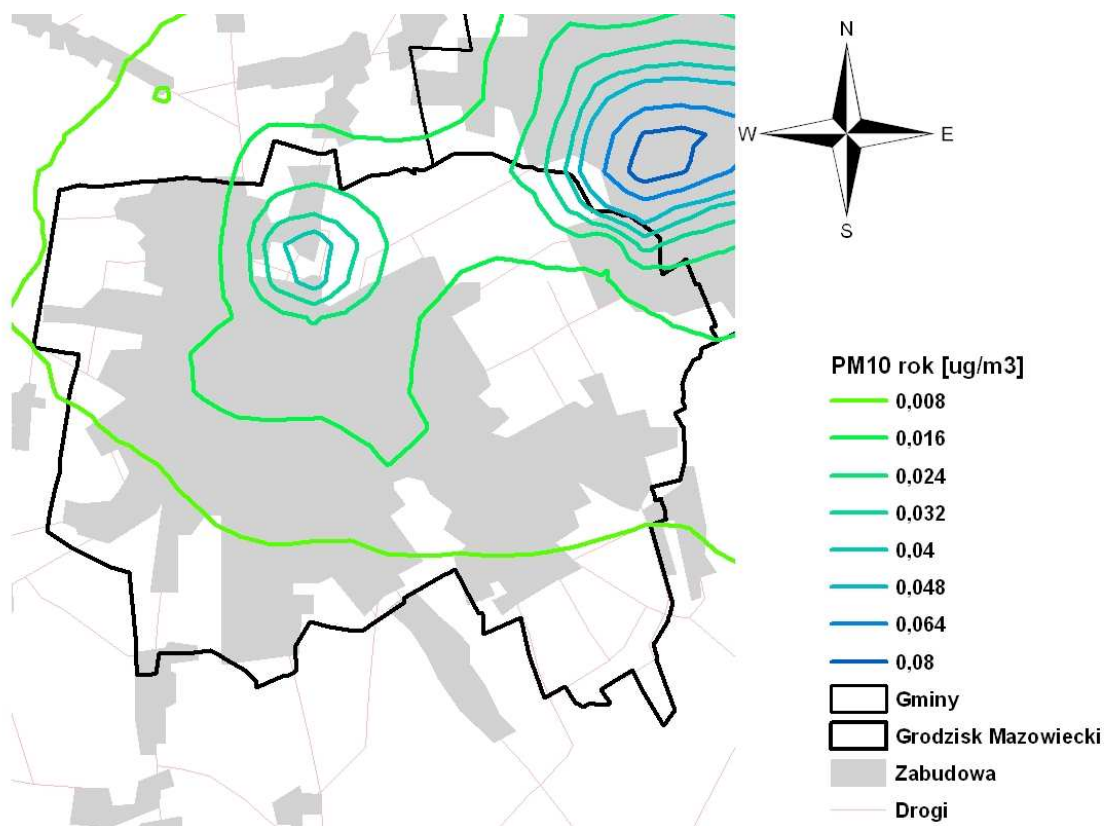 N
W E
S
PM10 rok [ug/m3]
0,008
0,016
0,024
0,032
0,04
0,048
0,064
0,08
Gminy
Grodzisk Mazowiecki
Zabudowa
Drogi